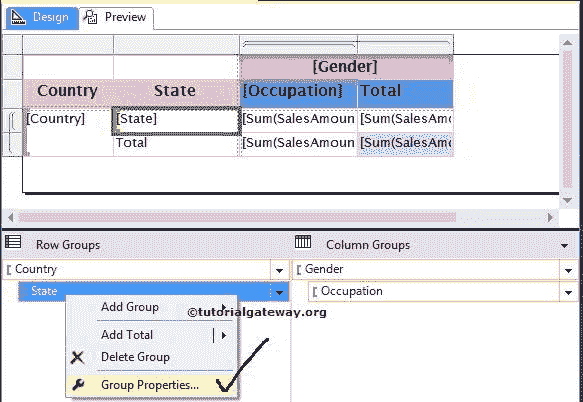 Design Preview
[Gender]
Country State [Occupation] Total
[Country] [State] [Sum(SalesAmoun [Sum(SalesAmo
Total [Sum(SalesAmoun [Sum(SalesAmo
Row Groups Column Groups
[ Country [ Gender
State [ Occupation
Add Group
©tutorialgateway.org
Add Total
Delete Group
Group Properties...